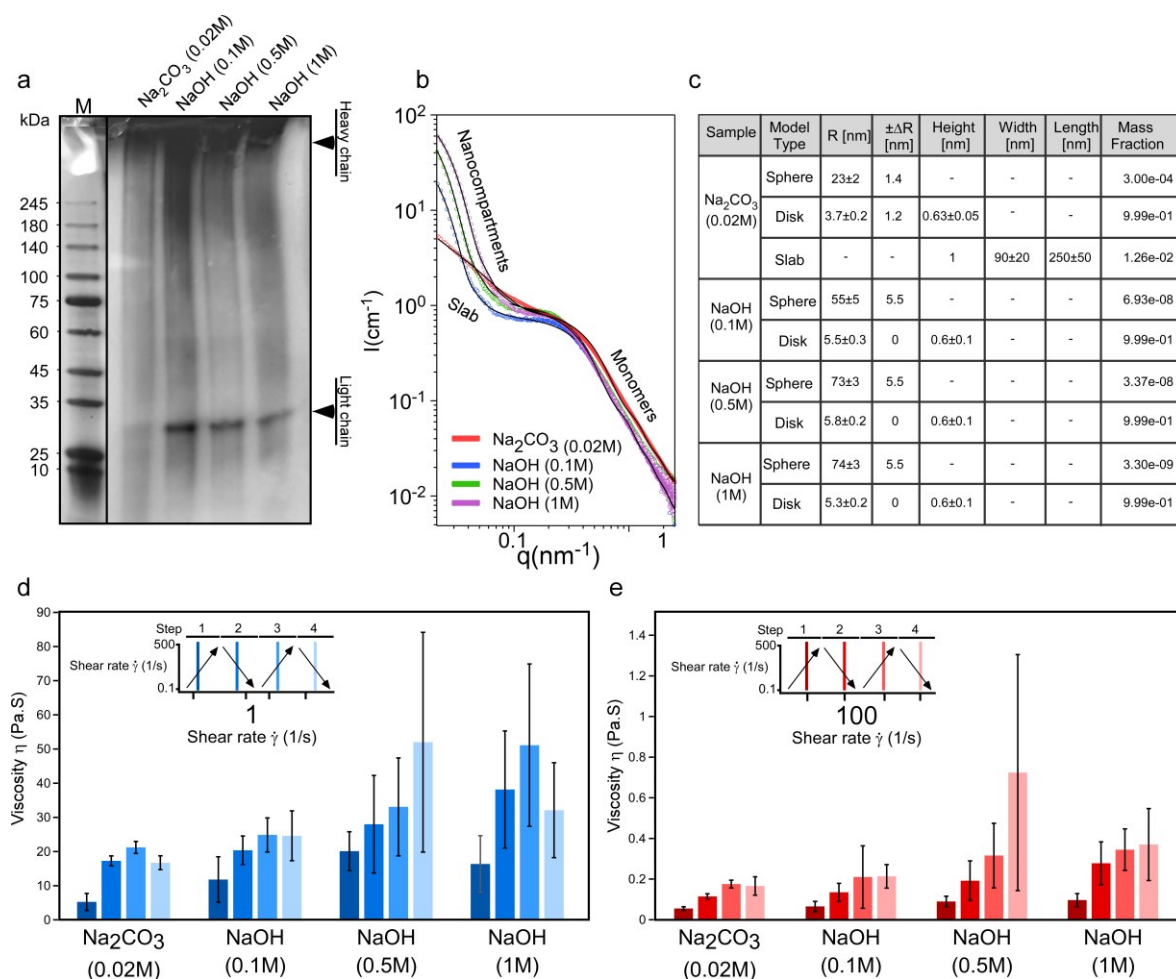 a
M
Na2CO3 (0.02M)
NaOH (0.1M)
NaOH (0.5M)
NaOH (1M)
kDa
245
180
140
100
75
60
45
35
25
10
Heavy chain
Light chain
b
I(cm⁻¹)
10²
10¹
10⁰
10⁻¹
10⁻²
Nanocompartments
Slab
Monomers
Na2CO3 (0.02M)
NaOH (0.1M)
NaOH (0.5M)
NaOH (1M)
0.1 1
q(nm⁻¹)
c
Sample Model Type R [nm] ±ΔR [nm] Height [nm] Width [nm] Length [nm] Mass Fraction
Na2CO3 (0.02M) Sphere 23±2 1.4 - - - 3.00e-04
Disk 3.7±0.2 1.2 0.63±0.05 - - 9.99e-01
Slab - - 1 90±20 250±50 1.26e-02
NaOH (0.1M) Sphere 55±5 5.5 - - - 6.93e-08
Disk 5.5±0.3 0 0.6±0.1 - - 9.99e-01
NaOH (0.5M) Sphere 73±3 5.5 - - - 3.37e-08
Disk 5.8±0.2 0 0.6±0.1 - - 9.99e-01
NaOH (1M) Sphere 74±3 5.5 - - - 3.30e-09
Disk 5.3±0.2 0 0.6±0.1 - - 9.99e-01
d
Viscosity η (Pa.S)
90
80
70
60
50
40
30
20
10
0
Step 1 2 3 4
500
Shear rate γ̇ (1/s)
0.1
1
Shear rate γ̇ (1/s)
Na2CO3 NaOH NaOH NaOH
(0.02M) (0.1M) (0.5M) (1M)
e
Viscosity η (Pa.S)
1.4
1.2
1
0.8
0.6
0.4
0.2
0
Step 1 2 3 4
500
Shear rate γ̇ (1/s)
0.1
100
Shear rate γ̇ (1/s)
Na2CO3 NaOH NaOH NaOH
(0.02M) (0.1M) (0.5M) (1M)